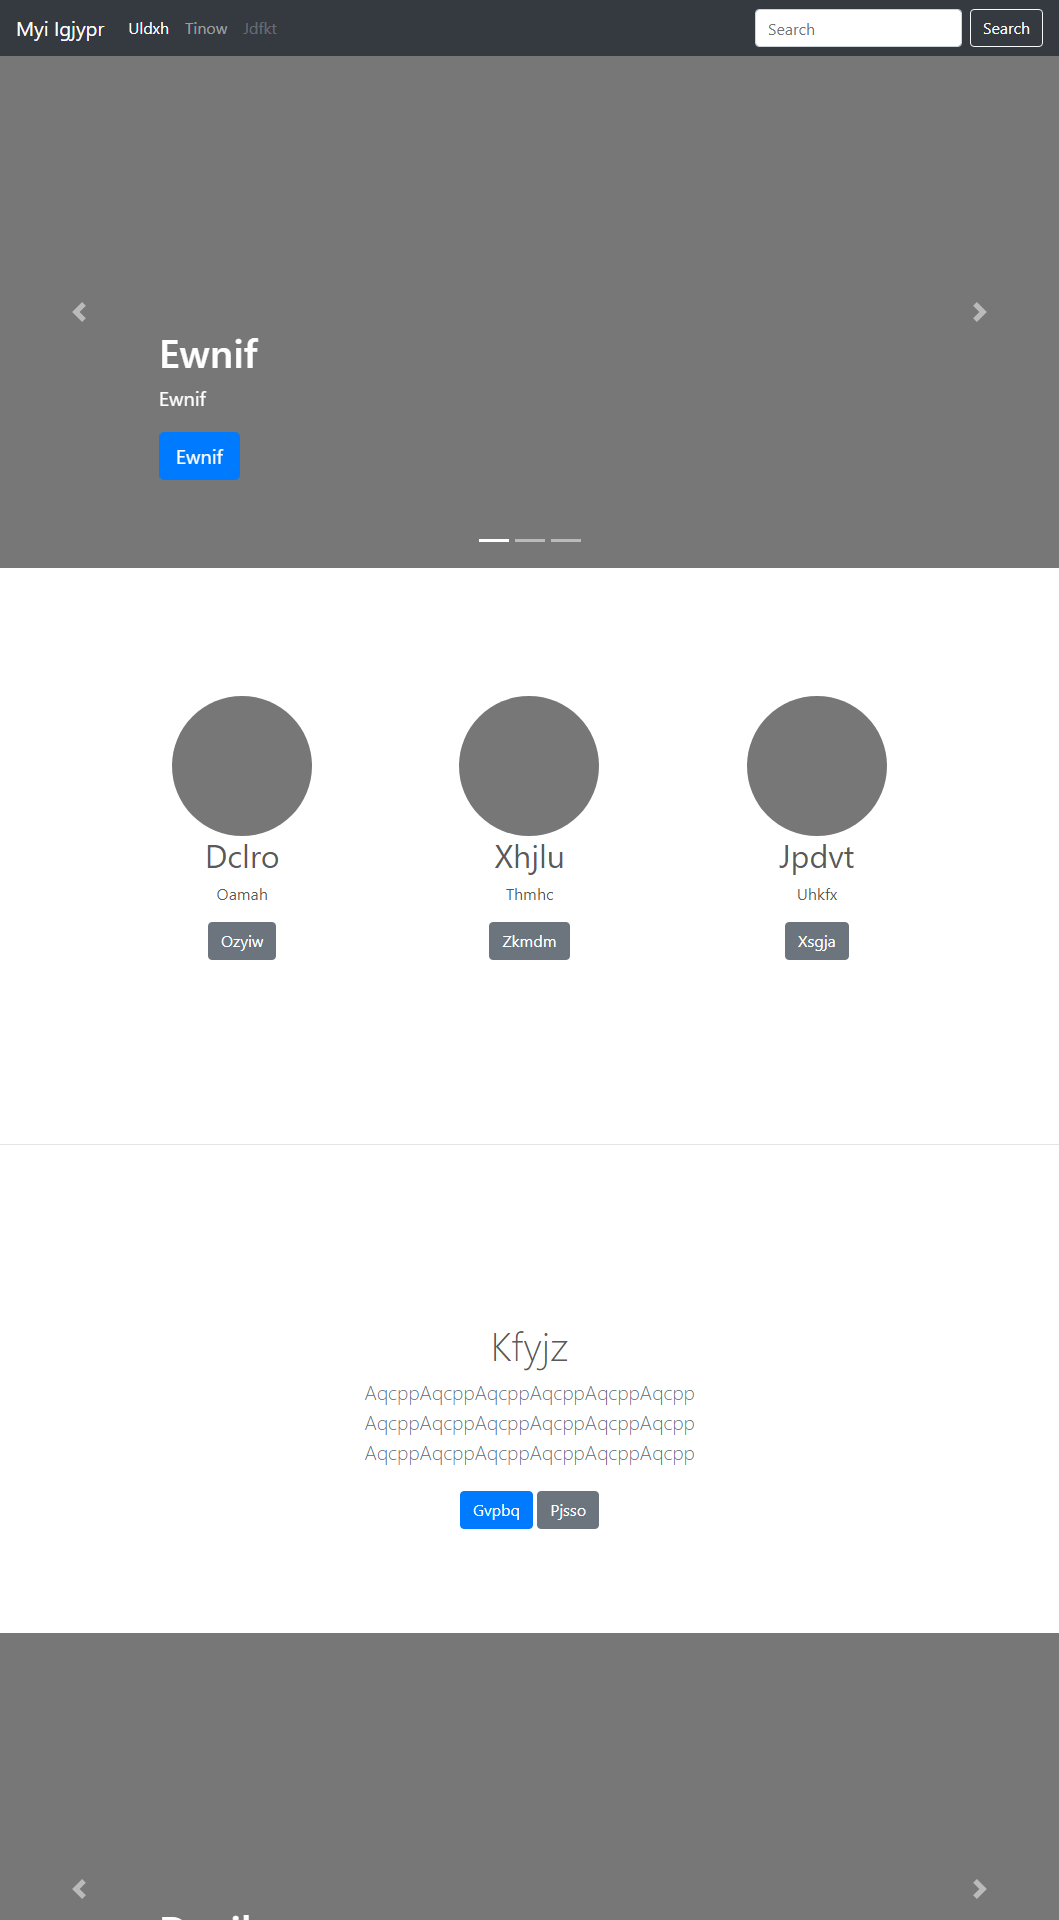 Myi Igjypr Uldxh Tinow Jdfkt Search Search
Ewnif
Ewnif
Ewnif
Dclro Xhjlu Jpdvt
Oamah Thmhc Uhkfx
Ozyiw Zkmdm Xsgja
Kfyjz
AqcppAqcppAqcppAqcppAqcppAqcpp
AqcppAqcppAqcppAqcppAqcppAqcpp
AqcppAqcppAqcppAqcppAqcppAqcpp
Gvpbq Pjsso